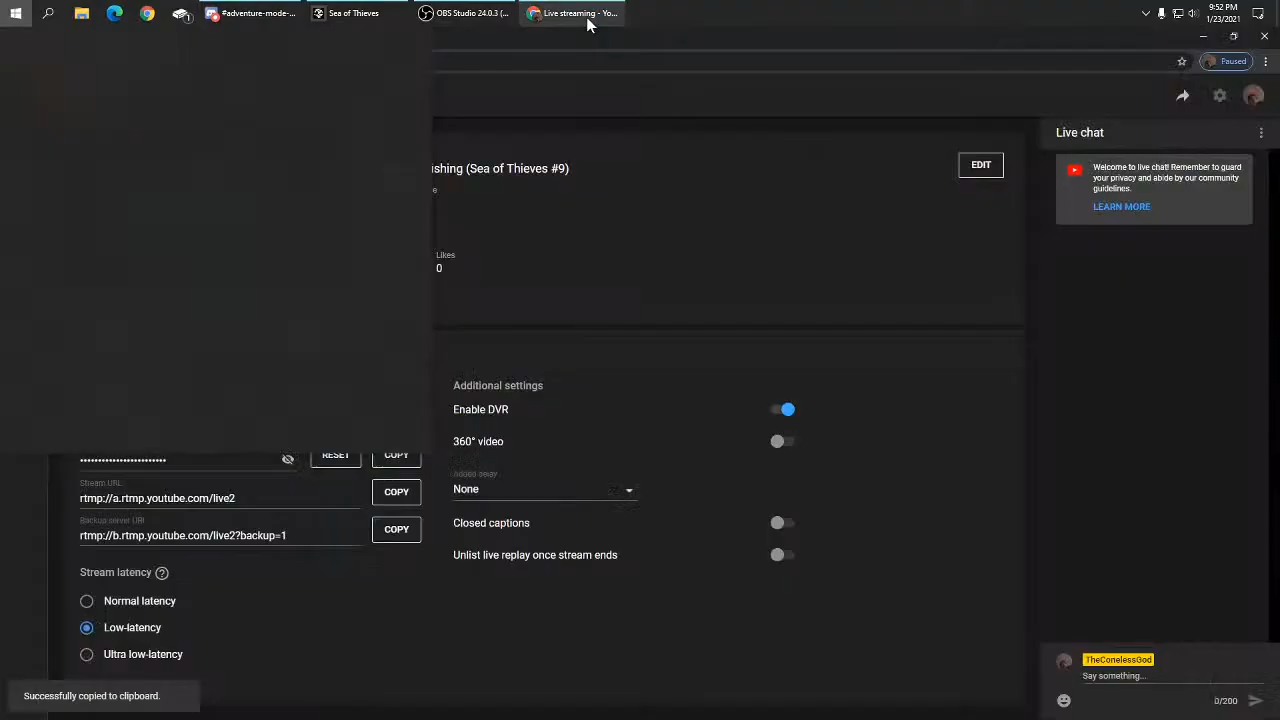 #adventure-mode-...
Sea of Thieves
OBS Studio 24.0.3 (...
Live streaming - Yo...
9:52 PM
1/23/2021
Paused
Live chat
ishing (Sea of Thieves #9)
EDIT
e
Welcome to live chat! Remember to guard
your privacy and abide by our community
guidelines.
LEARN MORE
Likes
0
Additional settings
Enable DVR
360° video
•••••••••••••••••••••••• RESET COPY
Added delay
None
Stream URL
rtmp://a.rtmp.youtube.com/live2
COPY
Closed captions
Backup server URL
rtmp://b.rtmp.youtube.com/live2?backup=1
COPY
Unlist live replay once stream ends
Stream latency ?
Normal latency
Low-latency
Ultra low-latency
TheConelessGod
Say something...
0/200
Successfully copied to clipboard.